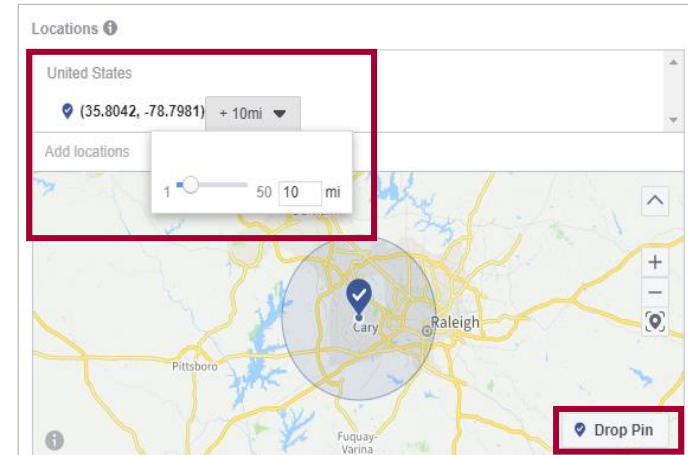 Locations
United States
(35.8042, -78.7981) + 10mi
Add locations
1 50 10 mi
Cary
Raleigh
Pittsboro
Fuquay-
Varina
Drop Pin